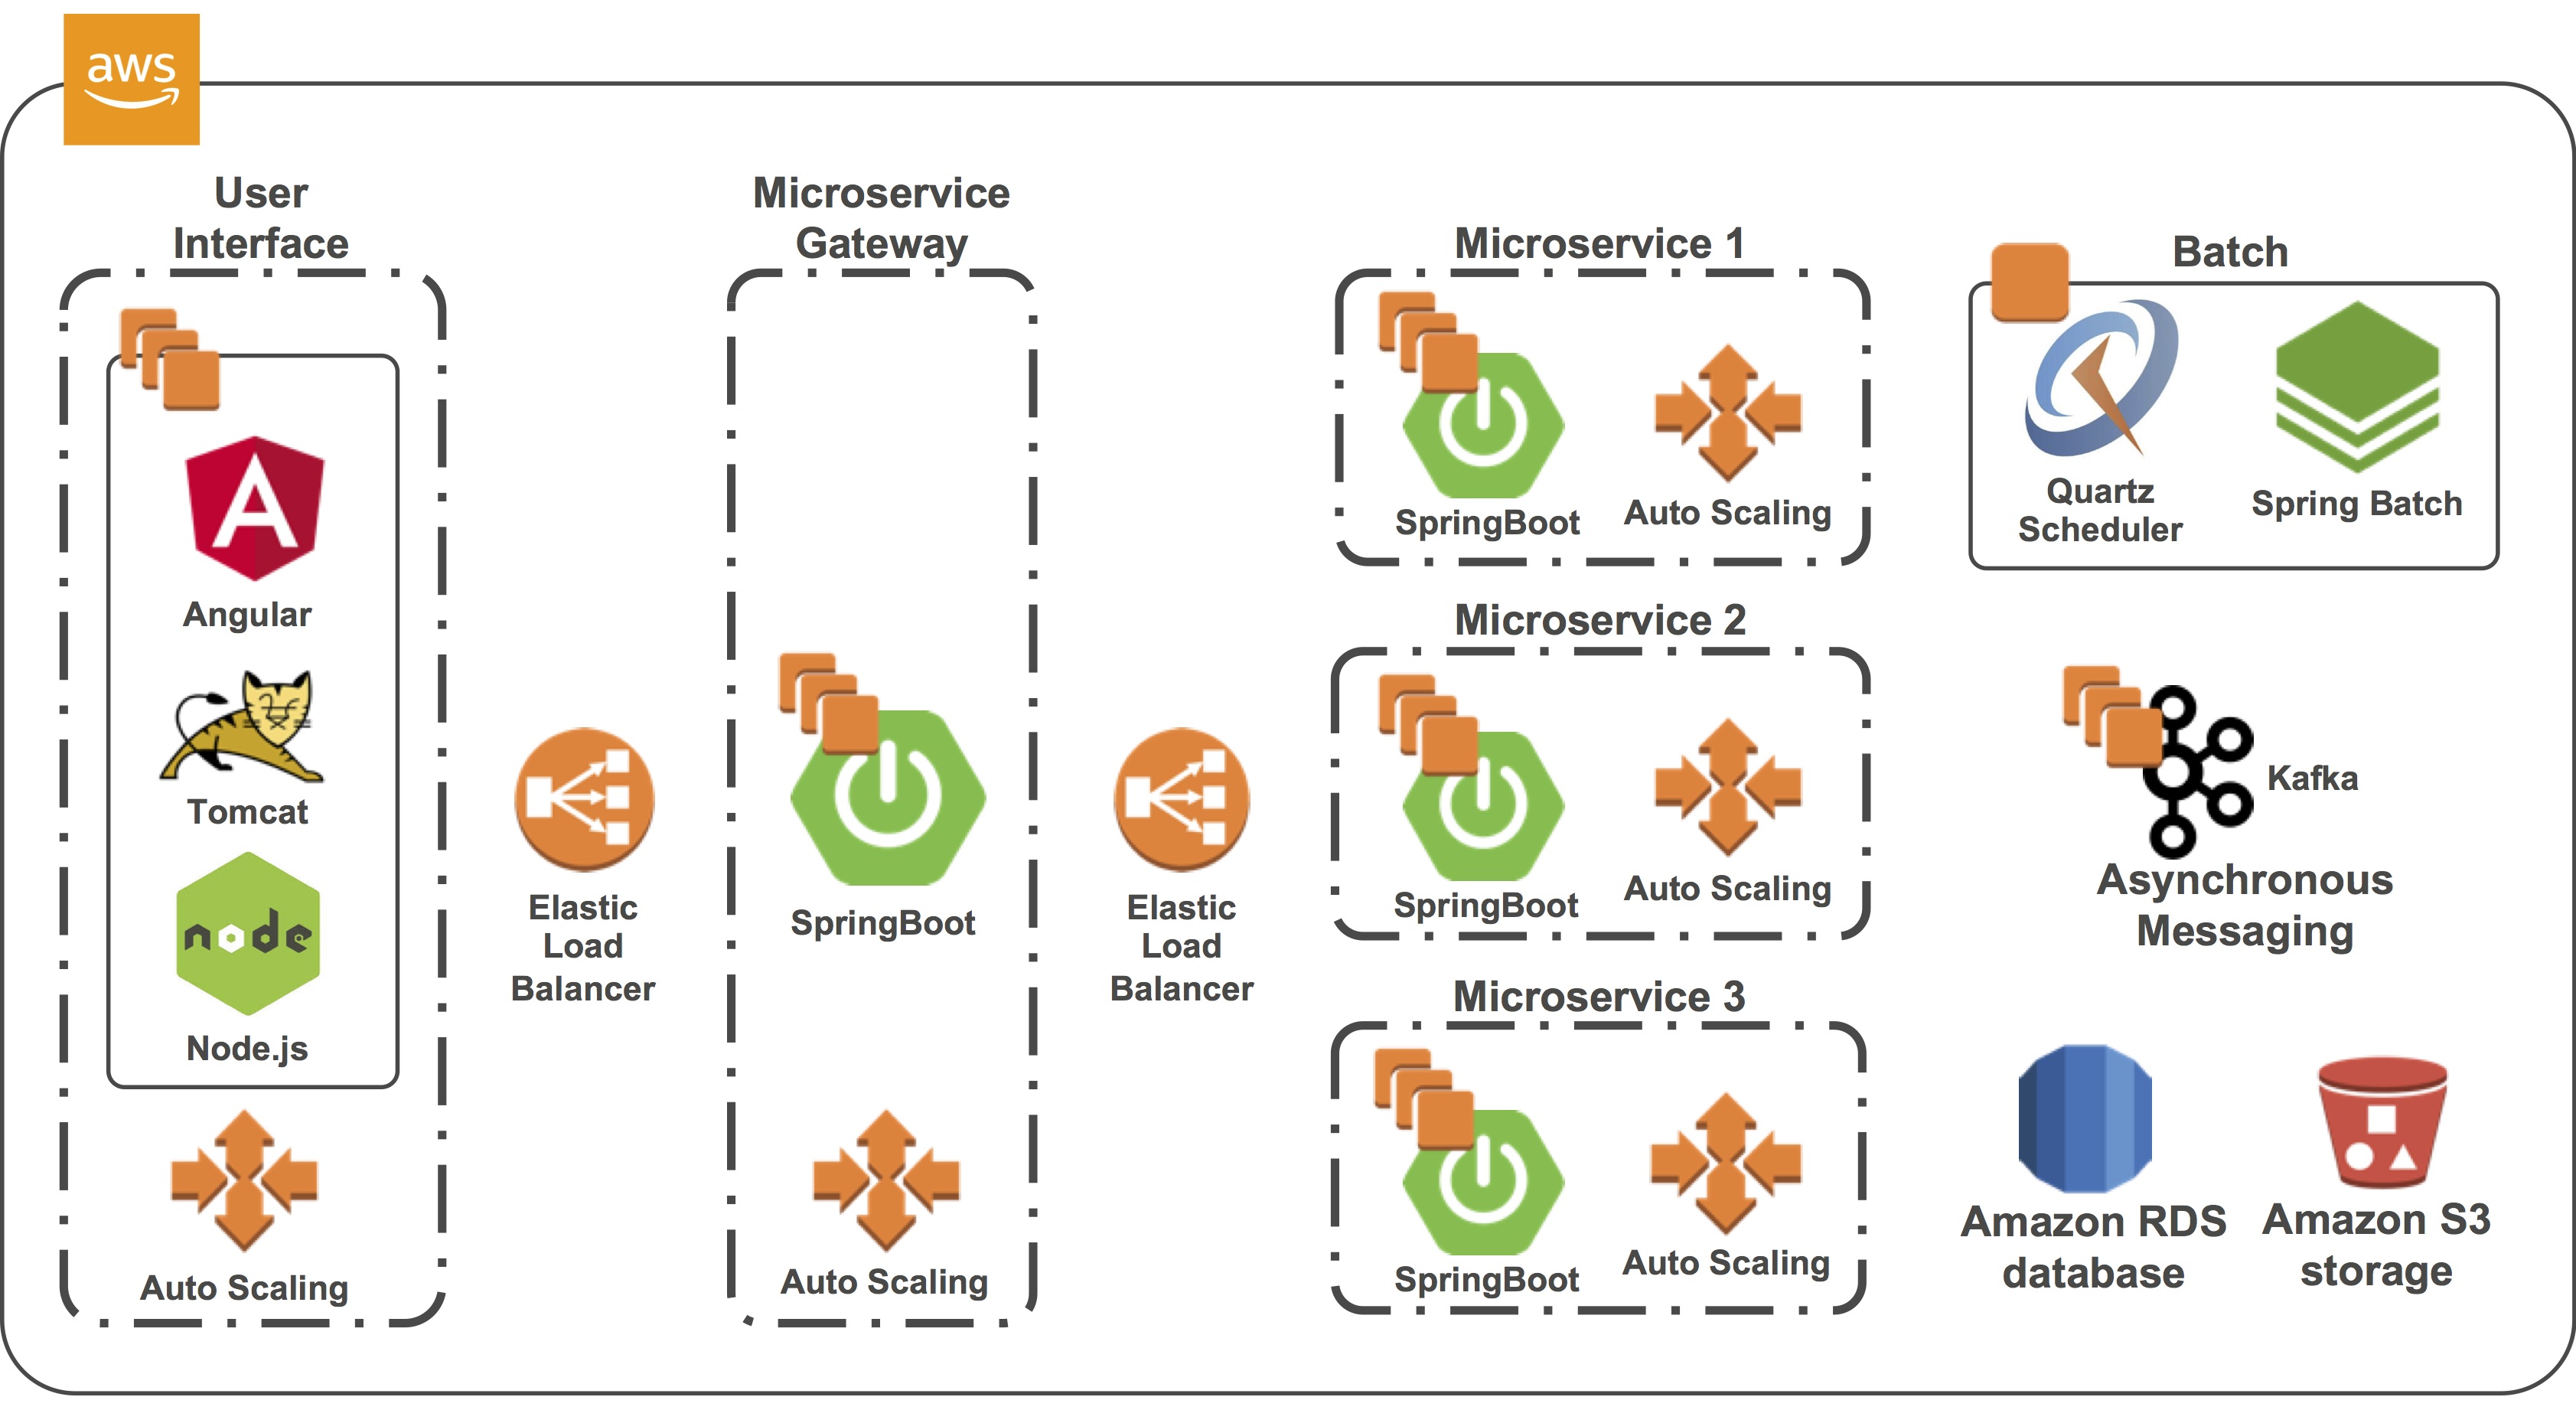 aws
User
Interface
Angular
Tomcat
node
Node.js
Auto Scaling
Elastic
Load
Balancer
Microservice
Gateway
SpringBoot
Auto Scaling
Elastic
Load
Balancer
Microservice 1
SpringBoot
Auto Scaling
Microservice 2
SpringBoot
Auto Scaling
Microservice 3
SpringBoot
Auto Scaling
Batch
Quartz
Scheduler
Spring Batch
Kafka
Asynchronous
Messaging
Amazon RDS
database
Amazon S3
storage